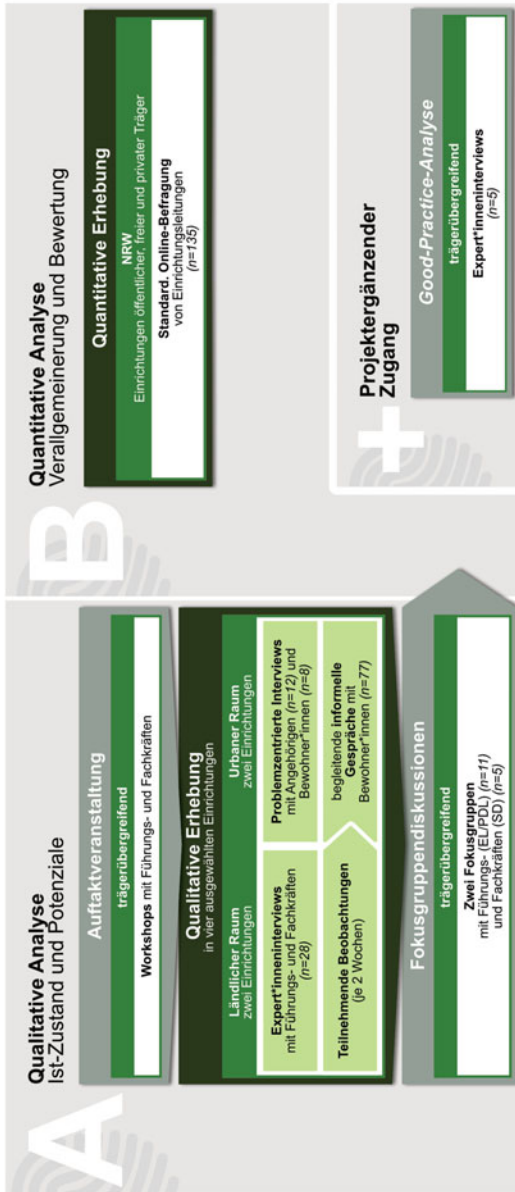 A
Qualitative Analyse
Ist-Zustand und Potenziale
Auftaktveranstaltung
trägerübergreifend
Workshops mit Führungs- und Fachkräften
Qualitative Erhebung
in vier ausgewählten Einrichtungen
Ländlicher Raum
zwei Einrichtungen
Urbaner Raum
zwei Einrichtungen
Expert*inneninterviews
mit Führungs- und Fachkräften
(n=28)
Problemzentrierte Interviews
mit Angehörigen (n=12) und
Bewohner*innen (n=8)
Teilnehmende Beobachtungen
(je 2 Wochen)
begleitende informelle
Gespräche mit
Bewohner*innen (n=77)
Fokusgruppendiskussionen
trägerübergreifend
Zwei Fokusgruppen
mit Führungs- (EL/PDL) (n=11)
und Fachkräften (SD) (n=5)
B
Quantitative Analyse
Verallgemeinerung und Bewertung
Quantitative Erhebung
NRW
Einrichtungen öffentlicher, freier und privater Träger
Standard. Online-Befragung
von Einrichtungsleitungen
(n=135)
+
Projektergänzender
Zugang
Good-Practice-Analyse
trägerübergreifend
Expert*inneninterviews
(n=5)